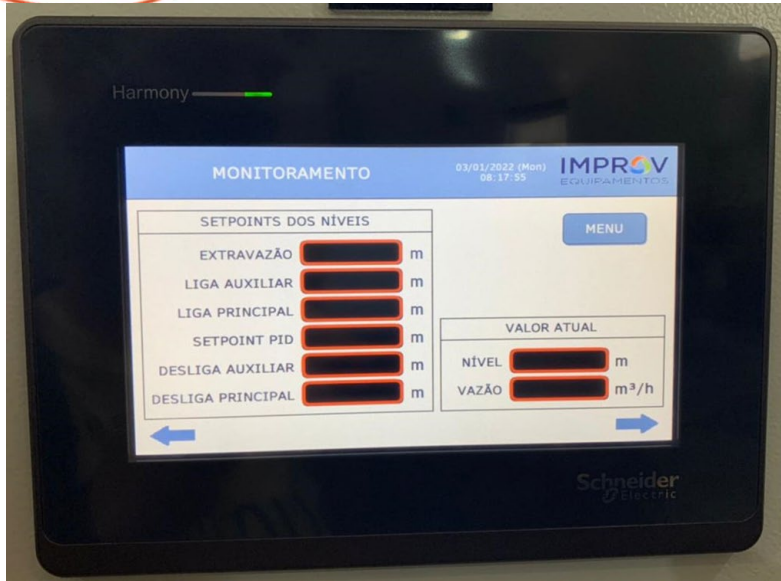 Harmony
MONITORAMENTO
03/01/2022 (Mon)
08:17:55
IMPROV
EQUIPAMENTOS
SETPOINTS DOS NÍVEIS
EXTRAVAZÃO m
LIGA AUXILIAR m
LIGA PRINCIPAL m
SETPOINT PID m
DESLIGA AUXILIAR m
DESLIGA PRINCIPAL m
MENU
VALOR ATUAL
NÍVEL m
VAZÃO m³/h
Schneider
Electric